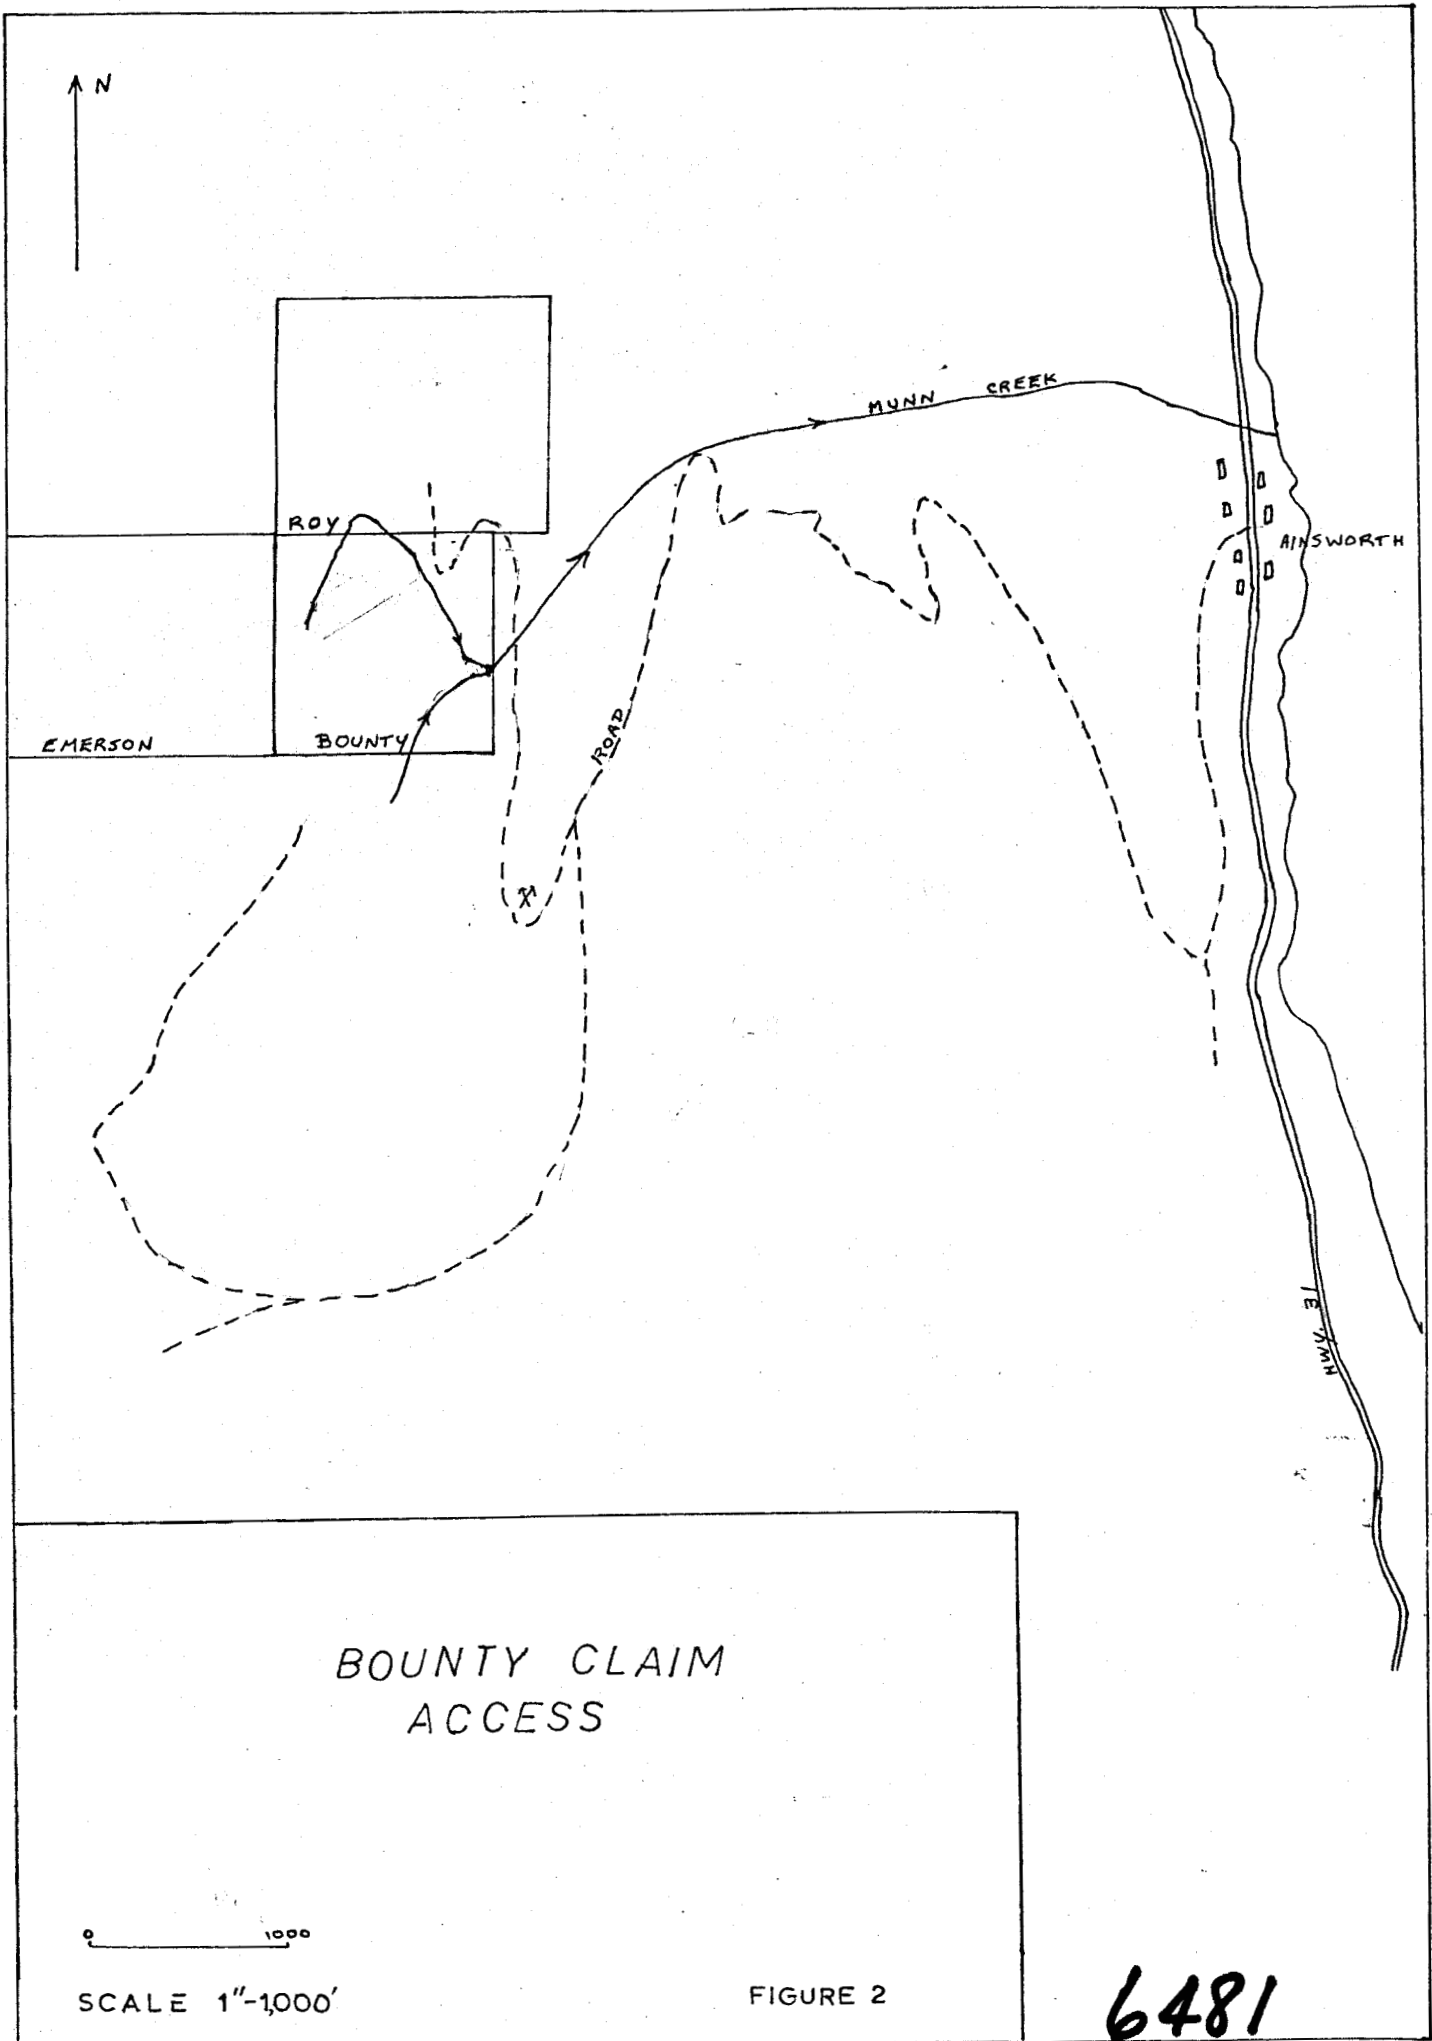 N
MUNN CREEK
ROY
AINSWORTH
ROAD
EMERSON
BOUNTY
HWY. 31
BOUNTY CLAIM
ACCESS
0 1000
SCALE 1"-1,000'
FIGURE 2
6481